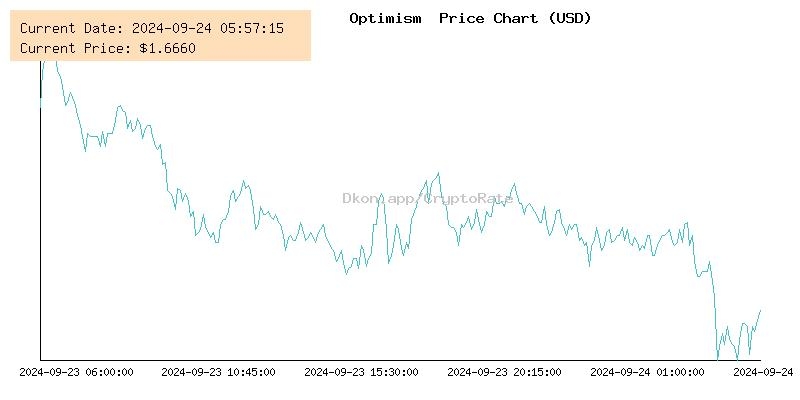 Optimism  Price Chart (USD)
Current Date: 2024-09-24 05:57:15
Current Price: $1.6660
Dkon.app/CryptoRate
2024-09-23 06:00:00 2024-09-23 10:45:00 2024-09-23 15:30:00 2024-09-23 20:15:00 2024-09-24 01:00:00 2024-09-24